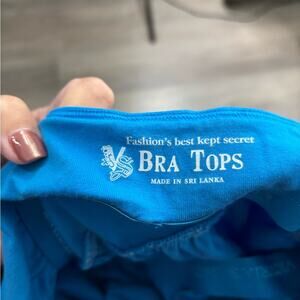 Fashion's best kept secret
BRA TOPS
MADE IN SRI LANKA